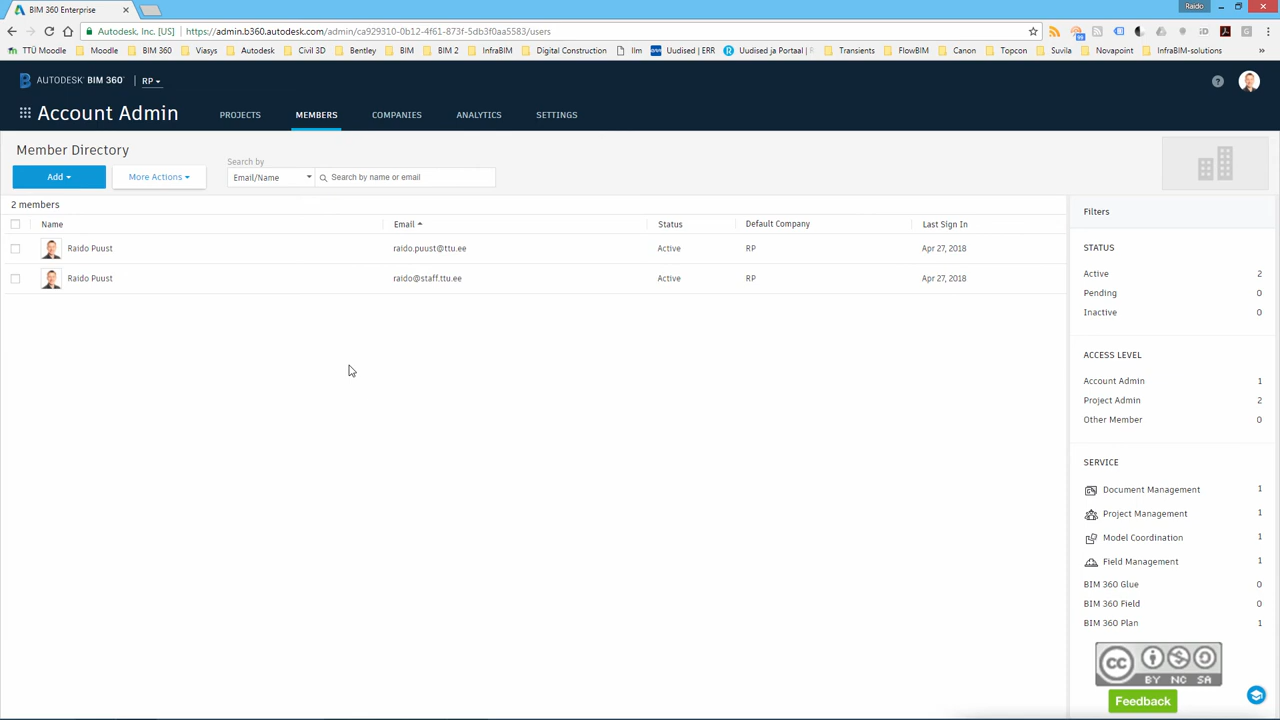 BIM 360 Enterprise
Raido
Autodesk, Inc. [US] https://admin.b360.autodesk.com/admin/ca929310-0b12-4f61-873f-5db3f0aa5583/users
TTÜ Moodle Moodle BIM 360 Viasys Autodesk Civil 3D Bentley BIM BIM 2 InfraBIM Digital Construction Ilm Uudised | ERR Uudised ja Portaal | R Transients FlowBIM Canon Topcon Suvila Novapoint InfraBIM-solutions
AUTODESK® BIM 360° RP
Account Admin PROJECTS MEMBERS COMPANIES ANALYTICS SETTINGS
Member Directory
Search by
Add More Actions Email/Name Search by name or email
2 members
Name Email Status Default Company Last Sign In
Raido Puust raido.puust@ttu.ee Active RP Apr 27, 2018
Raido Puust raido@staff.ttu.ee Active RP Apr 27, 2018
Filters
STATUS
Active 2
Pending 0
Inactive 0
ACCESS LEVEL
Account Admin 1
Project Admin 2
Other Member 0
SERVICE
Document Management 1
Project Management 1
Model Coordination 1
Field Management 1
BIM 360 Glue 0
BIM 360 Field 0
BIM 360 Plan 1
CC BY NC SA
Feedback